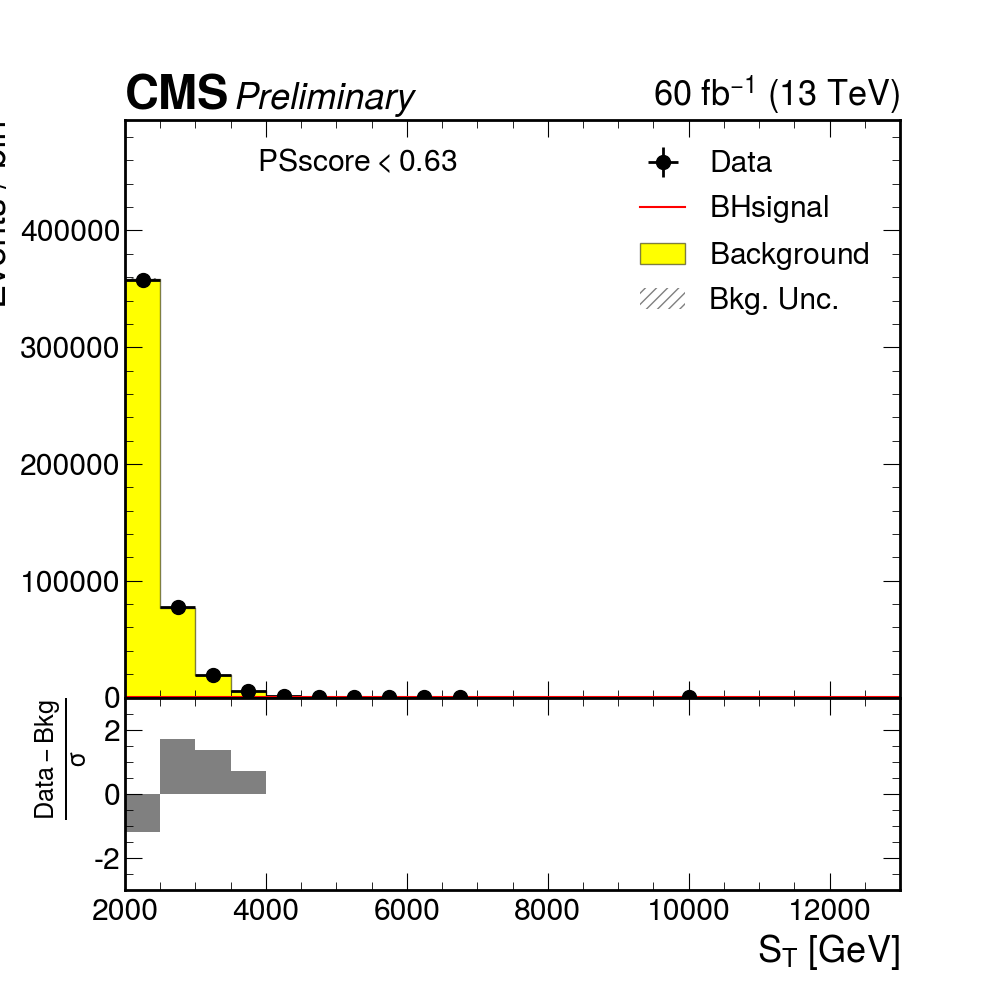 CMS Preliminary 60 fb⁻¹ (13 TeV)
PSscore < 0.63
Data
BHsignal
Background
Bkg. Unc.
400000
300000
200000
100000
0
Data − Bkg
σ
2
0
-2
2000 4000 6000 8000 10000 12000
S_T [GeV]